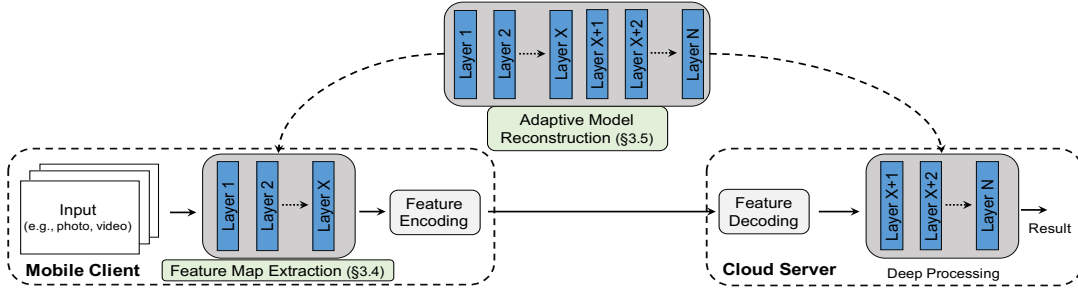 Layer 1
Layer 2
Layer X
Layer X+1
Layer X+2
Layer N
Adaptive Model
Reconstruction (§3.5)
Input
(e.g., photo, video)
Layer 1
Layer 2
Layer X
Feature
Encoding
Mobile Client
Feature Map Extraction (§3.4)
Feature
Decoding
Layer X+1
Layer X+2
Layer N
Result
Cloud Server
Deep Processing